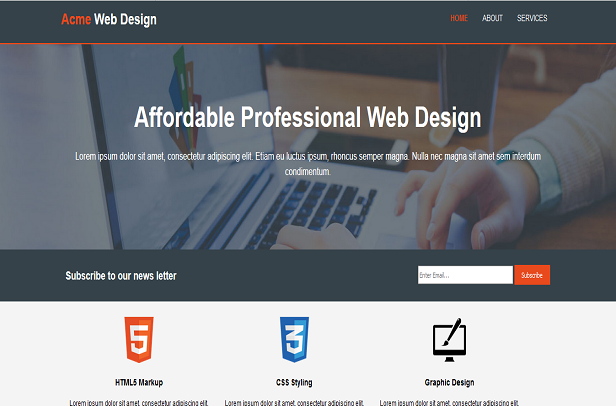 Acme Web Design
HOME ABOUT SERVICES
Affordable Professional Web Design
Lorem ipsum dolor sit amet, consectetur adipiscing elit. Etiam eu luctus ipsum, rhoncus semper magna. Nulla nec magna sit amet sem interdum
condimentum.
Subscribe to our news letter
Enter Email... Subscribe
5 3
HTML5 Markup CSS Styling Graphic Design
Lorem ipsum dolor sit amet, consectetur adipiscing elit. Lorem ipsum dolor sit amet, consectetur adipiscing elit. Lorem ipsum dolor sit amet, consectetur adipiscing elit.